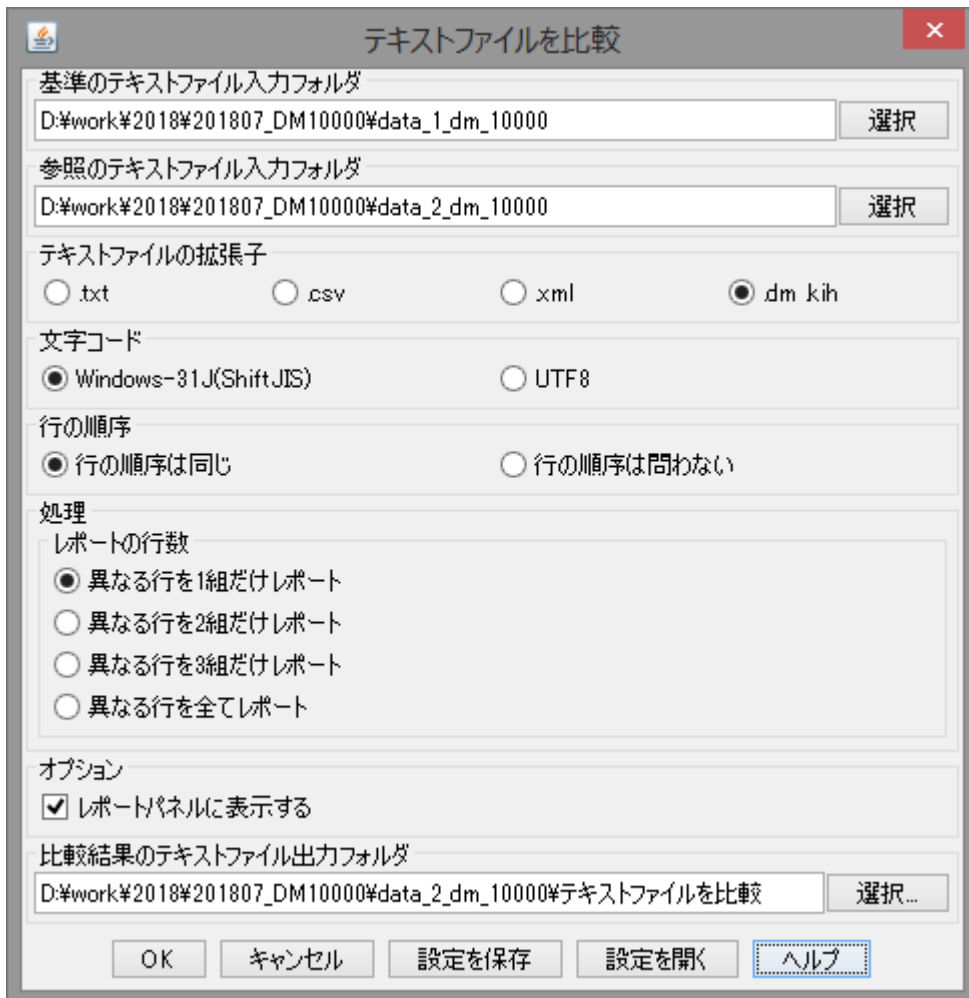 テキストファイルを比較
基準のテキストファイル入力フォルダ
D:¥work¥2018¥201807_DM10000¥data_1_dm_10000 選択
参照のテキストファイル入力フォルダ
D:¥work¥2018¥201807_DM10000¥data_2_dm_10000 選択
テキストファイルの拡張子
.txt .csv .xml .dm .kih
文字コード
Windows-31J(ShiftJIS) UTF8
行の順序
行の順序は同じ 行の順序は問わない
処理
レポートの行数
異なる行を1組だけレポート
異なる行を2組だけレポート
異なる行を3組だけレポート
異なる行を全てレポート
オプション
レポートパネルに表示する
比較結果のテキストファイル出力フォルダ
D:¥work¥2018¥201807_DM10000¥data_2_dm_10000¥テキストファイルを比較 選択...
OK キャンセル 設定を保存 設定を開く ヘルプ